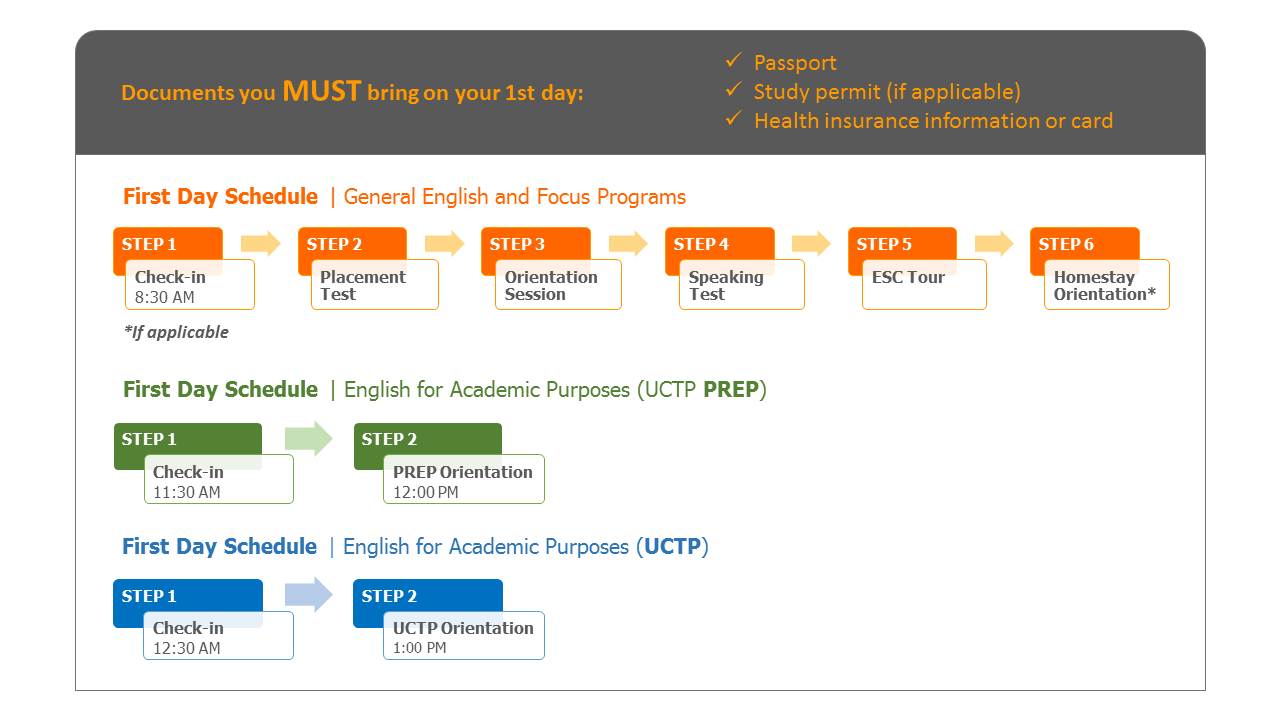 Documents you MUST bring on your 1st day:
✓ Passport
✓ Study permit (if applicable)
✓ Health insurance information or card
First Day Schedule | General English and Focus Programs
STEP 1
Check-in
8:30 AM
STEP 2
Placement
Test
STEP 3
Orientation
Session
STEP 4
Speaking
Test
STEP 5
ESC Tour
STEP 6
Homestay
Orientation*
*If applicable
First Day Schedule | English for Academic Purposes (UCTP PREP)
STEP 1
Check-in
11:30 AM
STEP 2
PREP Orientation
12:00 PM
First Day Schedule | English for Academic Purposes (UCTP)
STEP 1
Check-in
12:30 AM
STEP 2
UCTP Orientation
1:00 PM